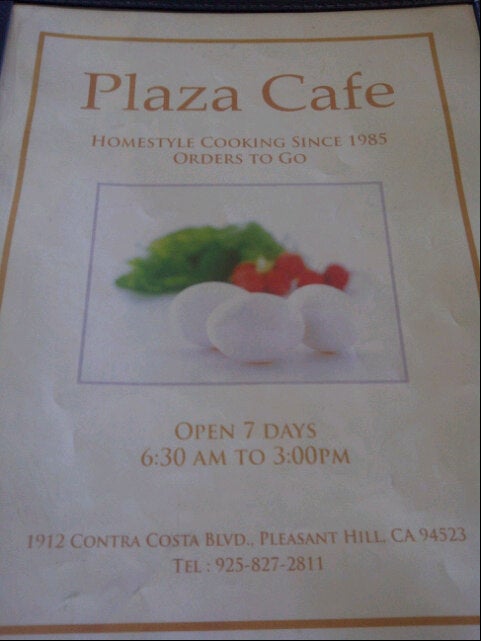 Plaza Cafe
Homestyle Cooking Since 1985
Orders to Go
Open 7 days
6:30 am to 3:00pm
1912 Contra Costa Blvd., Pleasant Hill, CA 94523
Tel : 925-827-2811